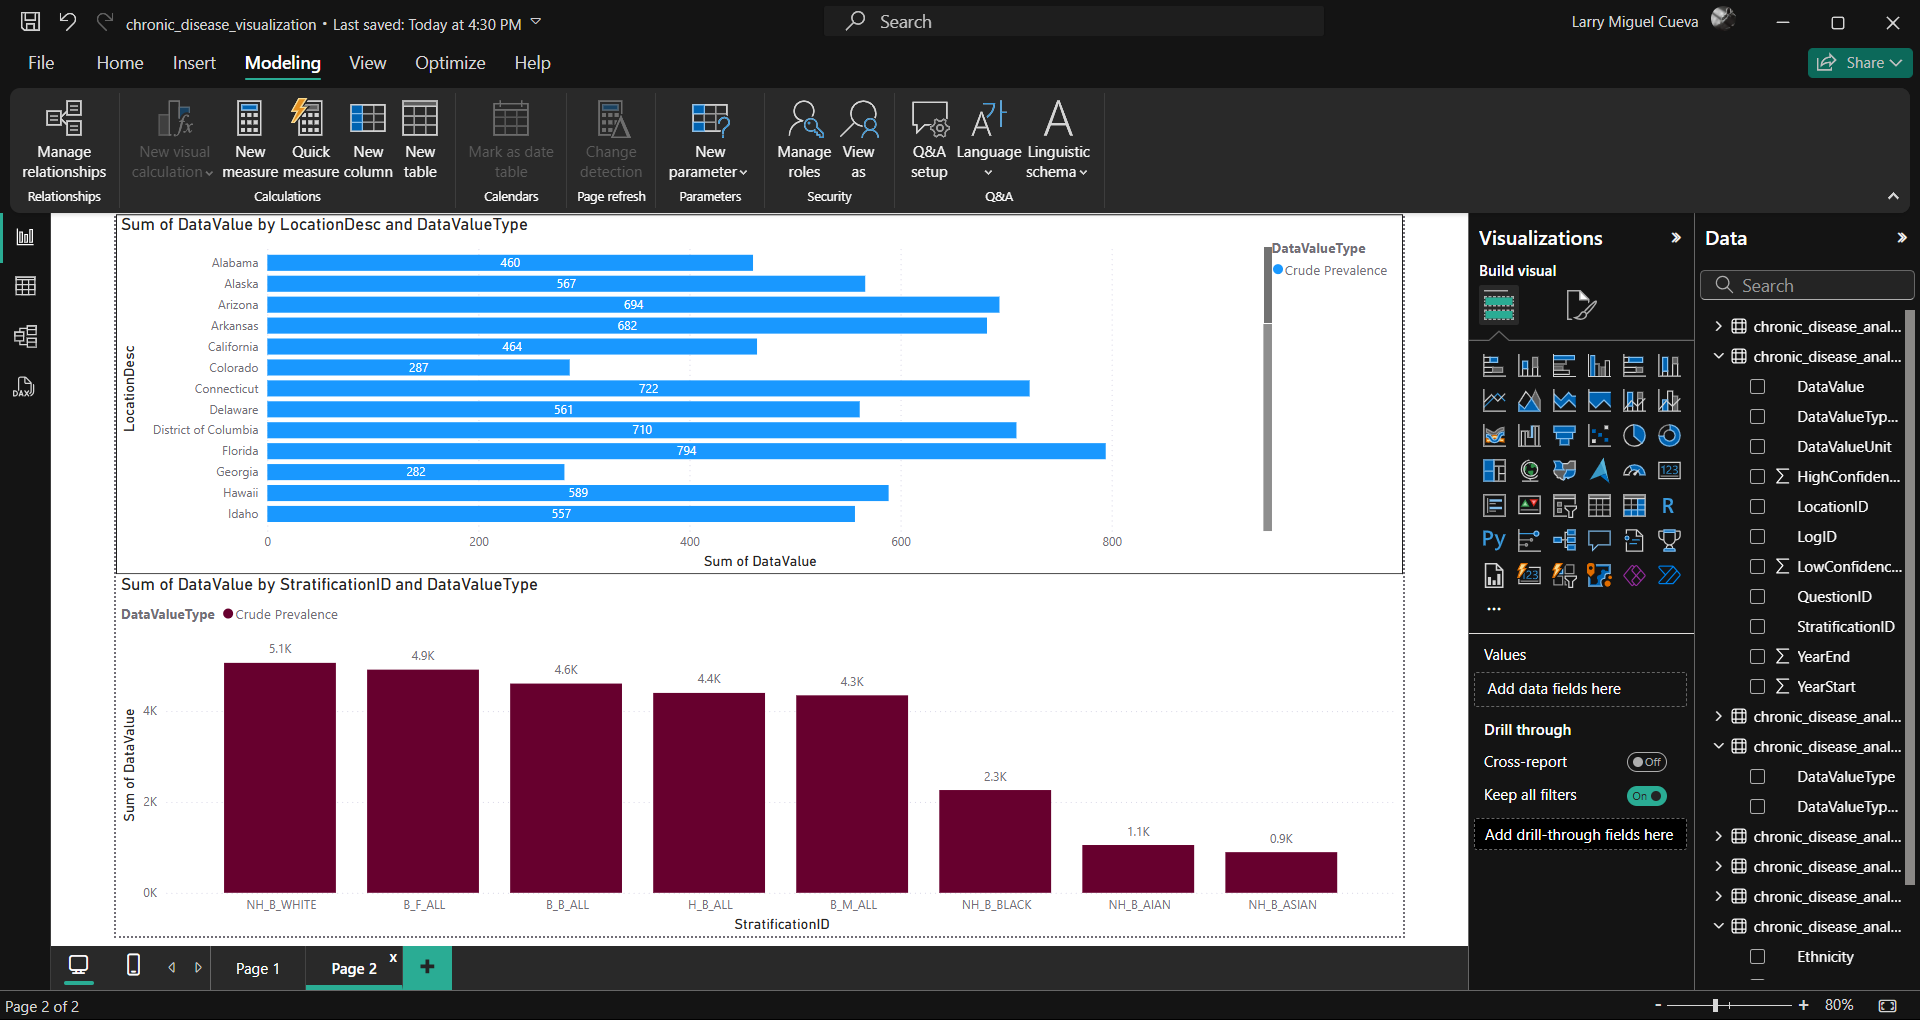 chronic_disease_visualization • Last saved: Today at 4:30 PM
Search
Larry Miguel Cueva
File Home Insert Modeling View Optimize Help
Share
Manage relationships
New visual calculation
New measure
Quick measure
New column
New table
Mark as date table
Change detection
New parameter
Manage roles
View as
Q&A setup
Language
Linguistic schema
Relationships
Calculations
Calendars
Page refresh
Parameters
Security
Q&A
Sum of DataValue by LocationDesc and DataValueType
DataValueType
Crude Prevalence
LocationDesc
Alabama 460
Alaska 567
Arizona 694
Arkansas 682
California 464
Colorado 287
Connecticut 722
Delaware 561
District of Columbia 710
Florida 794
Georgia 282
Hawaii 589
Idaho 557
0 200 400 600 800
Sum of DataValue
Sum of DataValue by StratificationID and DataValueType
DataValueType Crude Prevalence
Sum of DataValue
4K
2K
0K
5.1K 4.9K 4.6K 4.4K 4.3K 2.3K 1.1K 0.9K
NH_B_WHITE B_F_ALL B_B_ALL H_B_ALL B_M_ALL NH_B_BLACK NH_B_AIAN NH_B_ASIAN
StratificationID
Visualizations
Build visual
123
R
Py
123
...
Values
Add data fields here
Drill through
Cross-report
Off
Keep all filters
On
Add drill-through fields here
Data
Search
chronic_disease_anal...
chronic_disease_anal...
DataValue
DataValueTyp...
DataValueUnit
HighConfiden...
LocationID
LogID
LowConfidenc...
QuestionID
StratificationID
YearEnd
YearStart
chronic_disease_anal...
chronic_disease_anal...
DataValueType
DataValueTyp...
chronic_disease_anal...
chronic_disease_anal...
chronic_disease_anal...
chronic_disease_anal...
Ethnicity
DAX
Page 1
Page 2
x
+
Page 2 of 2
- + 80%